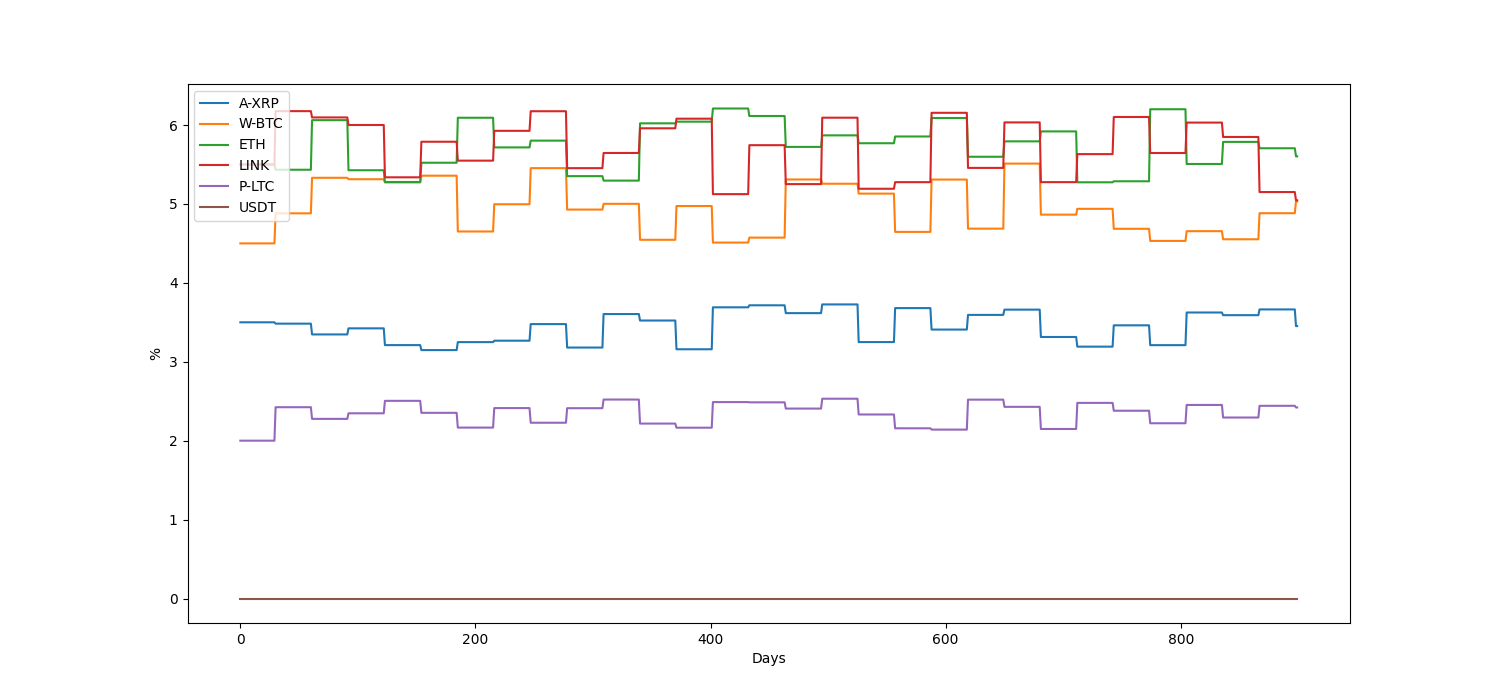 A-XRP
W-BTC
ETH
LINK
P-LTC
USDT
%
6
5
4
3
2
1
0
0 200 400 600 800
Days